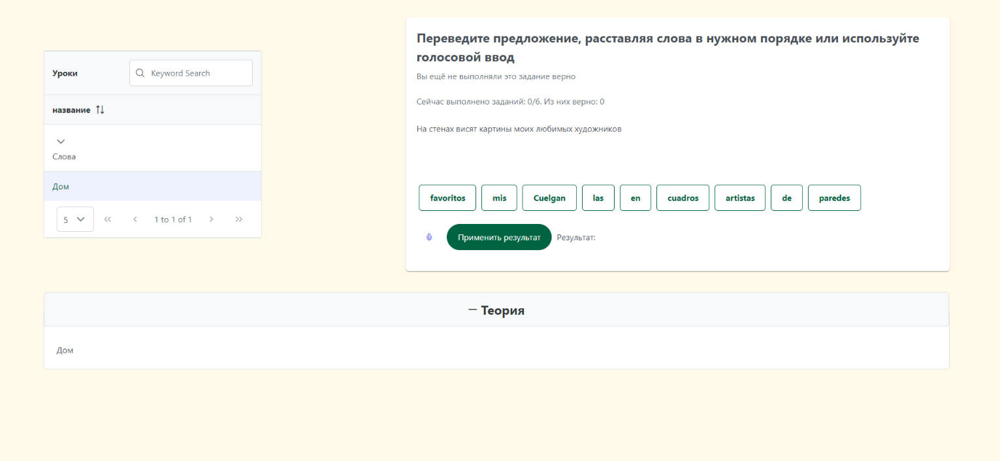 Уроки
Keyword Search
название
Слова
Дом
5
1 to 1 of 1
Переведите предложение, расставляя слова в нужном порядке или используйте
голосовой ввод
Вы ещё не выполняли это задание верно
Сейчас выполнено заданий: 0/6. Из них верно: 0
На стенах висят картины моих любимых художников
favoritos mis Cuelgan las en cuadros artistas de paredes
Применить результат Результат:
Теория
Дом